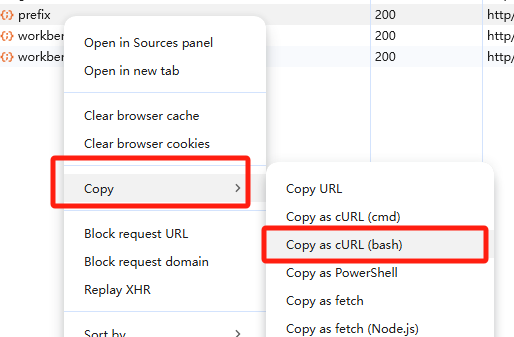 prefix 200 http/
workben 200 http/
workben 200 http/
Open in Sources panel
Open in new tab
Clear browser cache
Clear browser cookies
Copy
Block request URL
Block request domain
Replay XHR
Sort by
Copy URL
Copy as cURL (cmd)
Copy as cURL (bash)
Copy as PowerShell
Copy as fetch
Copy as fetch (Node.js)